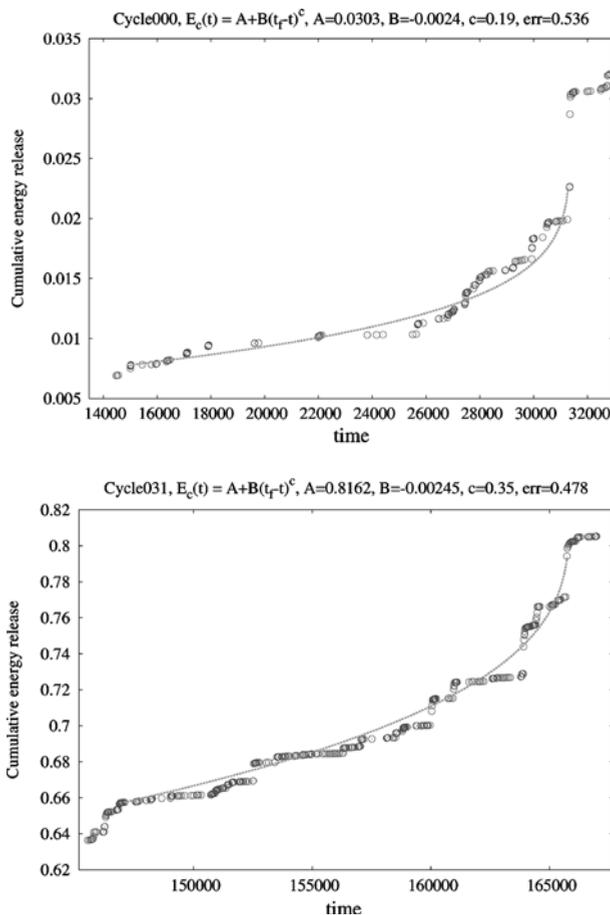 Cycle000, E_c(t) = A+B(t_f-t)^c, A=0.0303, B=-0.0024, c=0.19, err=0.536
0.035
0.03
0.025
0.02
0.015
0.01
0.005
Cumulative energy release
14000 16000 18000 20000 22000 24000 26000 28000 30000 32000
time
Cycle031, E_c(t) = A+B(t_f-t)^c, A=0.8162, B=-0.00245, c=0.35, err=0.478
0.82
0.8
0.78
0.76
0.74
0.72
0.7
0.68
0.66
0.64
0.62
Cumulative energy release
150000 155000 160000 165000
time